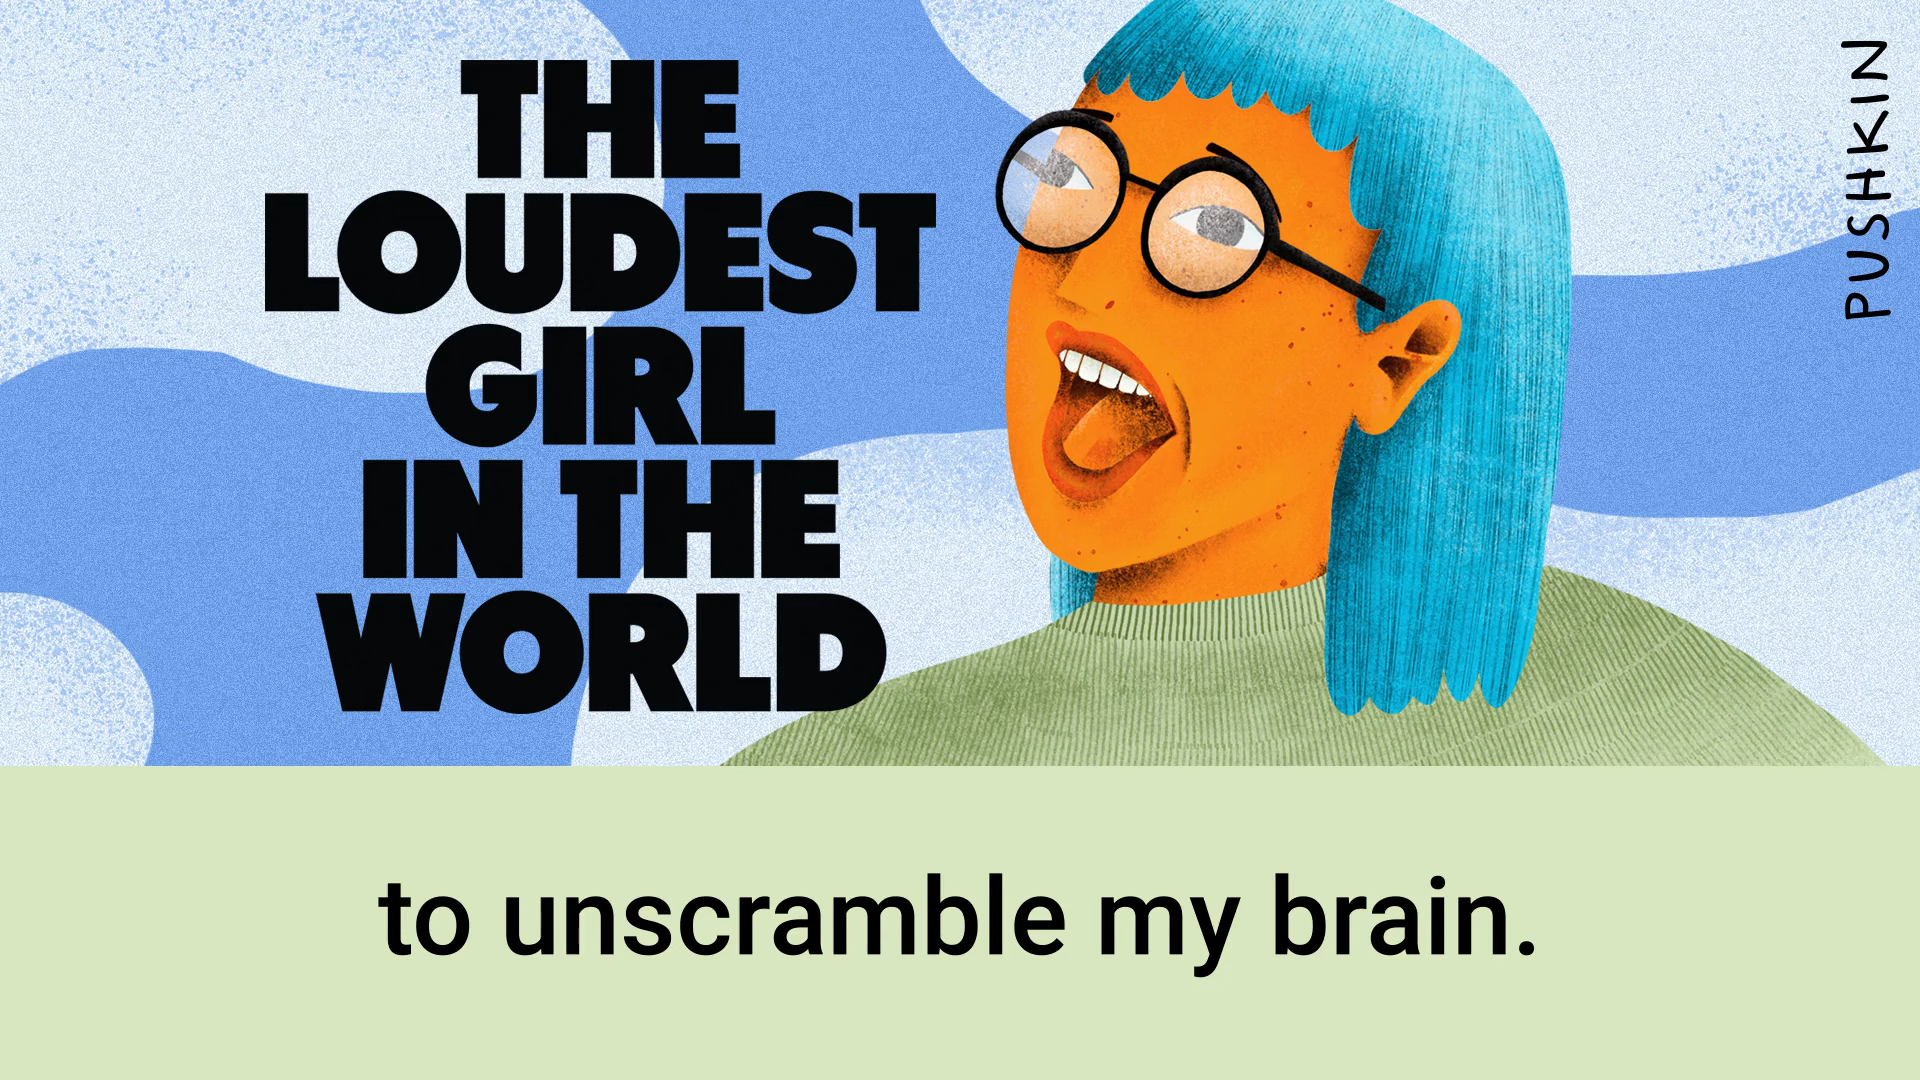 THE
LOUDEST
GIRL
IN THE
WORLD
PUSHKIN
to unscramble my brain.